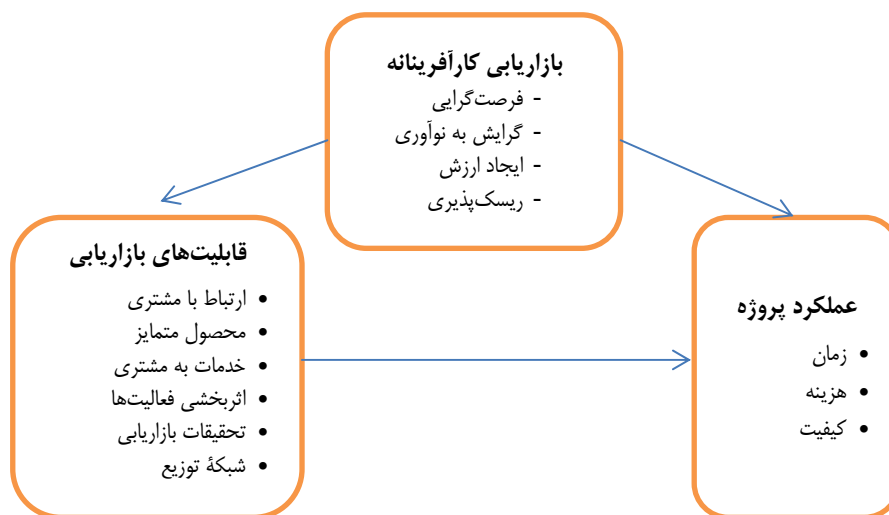 بازاریابی کارآفرینانه
- فرصت‌گرایی
- گرایش به نوآوری
- ایجاد ارزش
- ریسک‌پذیری
قابلیت‌های بازاریابی
• ارتباط با مشتری
• محصول متمایز
• خدمات به مشتری
• اثربخشی فعالیت‌ها
• تحقیقات بازاریابی
• شبکهٔ توزیع
عملکرد پروژه
• زمان
• هزینه
• کیفیت